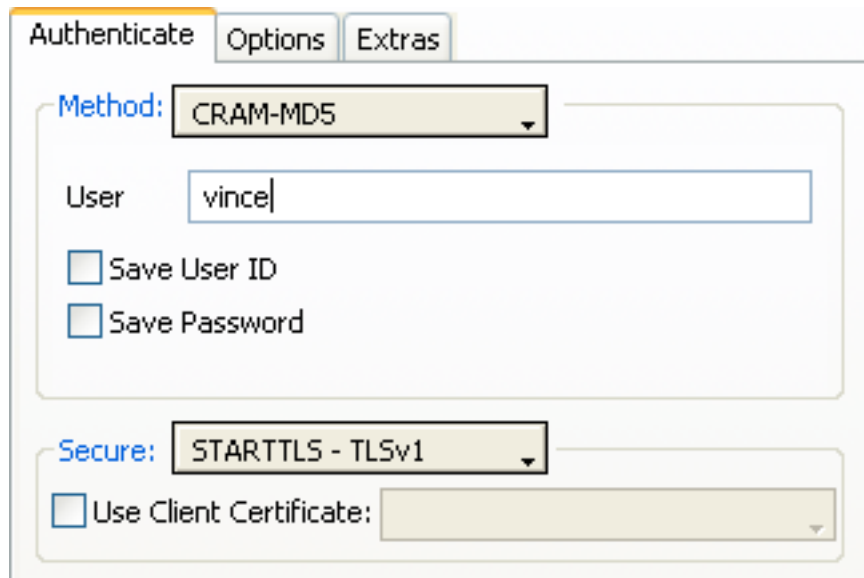 Authenticate Options Extras
Method: CRAM-MD5
User vince
Save User ID
Save Password
Secure: STARTTLS - TLSv1
Use Client Certificate: